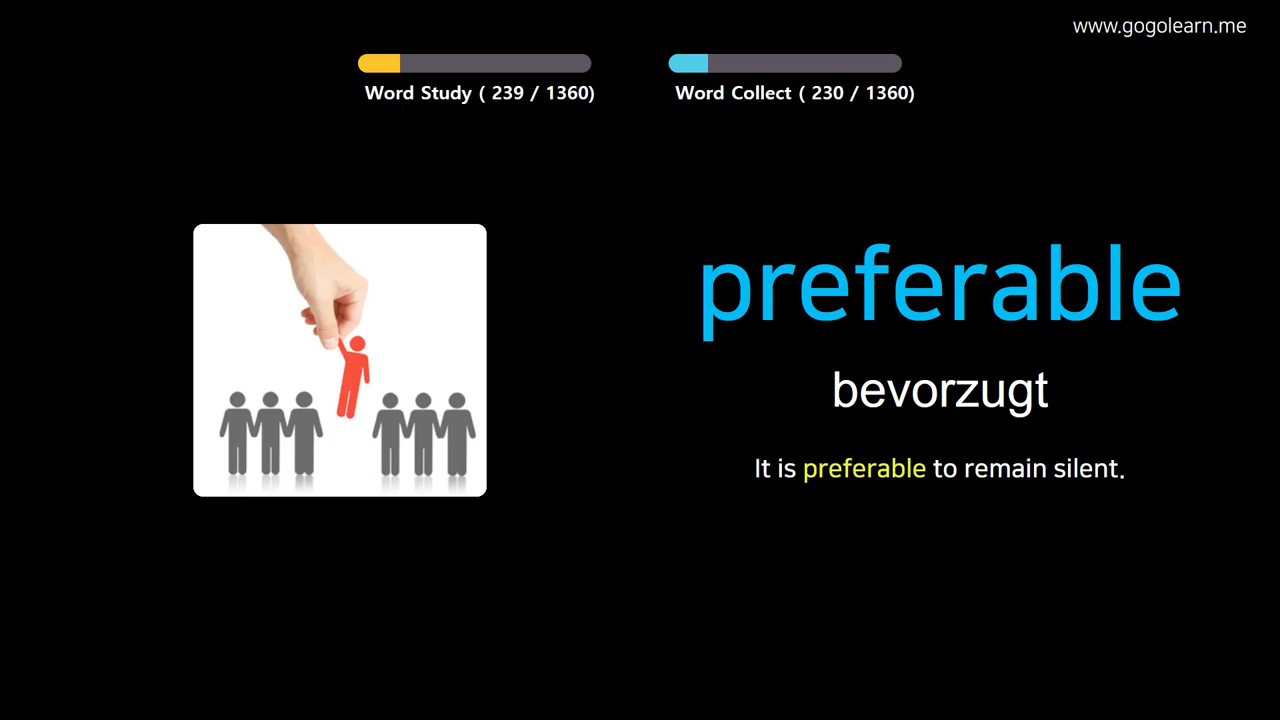 www.gogolearn.me
Word Study ( 239 / 1360)
Word Collect ( 230 / 1360)
preferable
bevorzugt
It is preferable to remain silent.